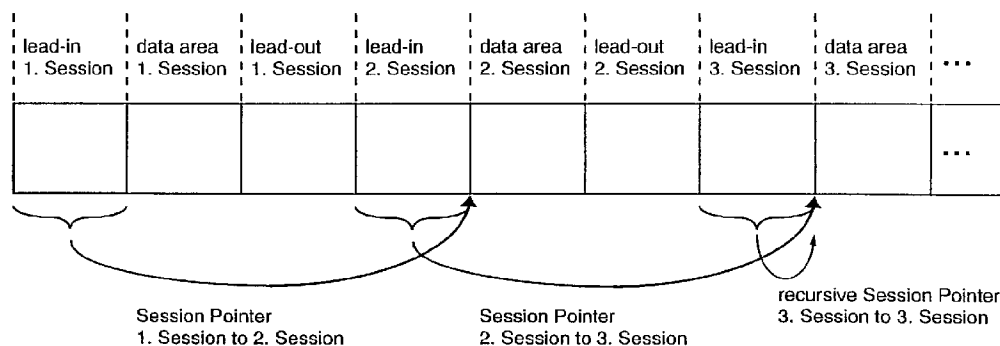 lead-in
1. Session
data area
1. Session
lead-out
1. Session
lead-in
2. Session
data area
2. Session
lead-out
2. Session
lead-in
3. Session
data area
3. Session
...
...
Session Pointer
1. Session to 2. Session
Session Pointer
2. Session to 3. Session
recursive Session Pointer
3. Session to 3. Session